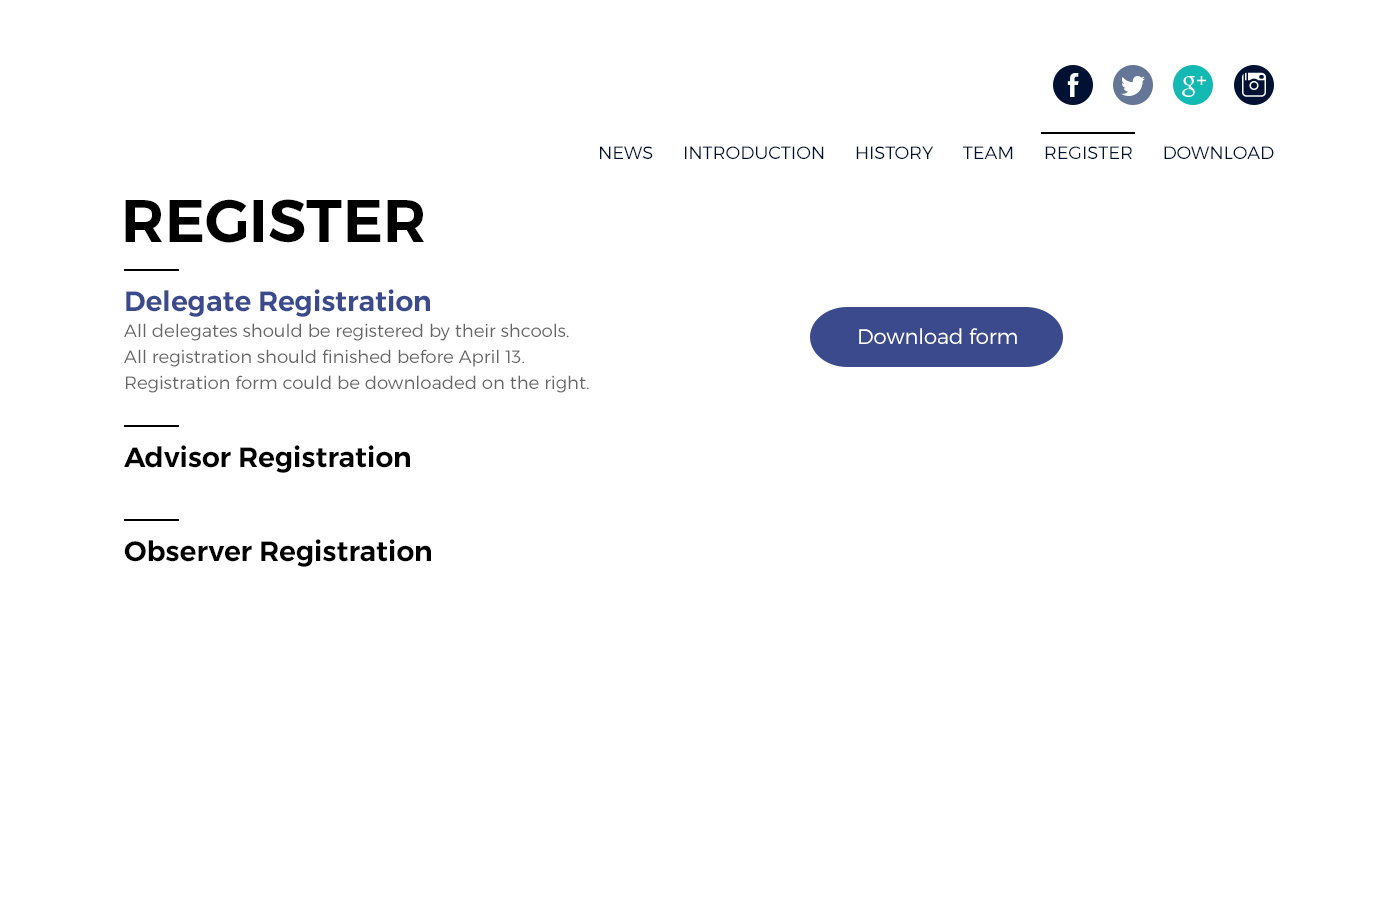 NEWS INTRODUCTION HISTORY TEAM REGISTER DOWNLOAD
REGISTER
Delegate Registration
All delegates should be registered by their shcools.
All registration should finished before April 13.
Registration form could be downloaded on the right.
Download form
Advisor Registration
Observer Registration